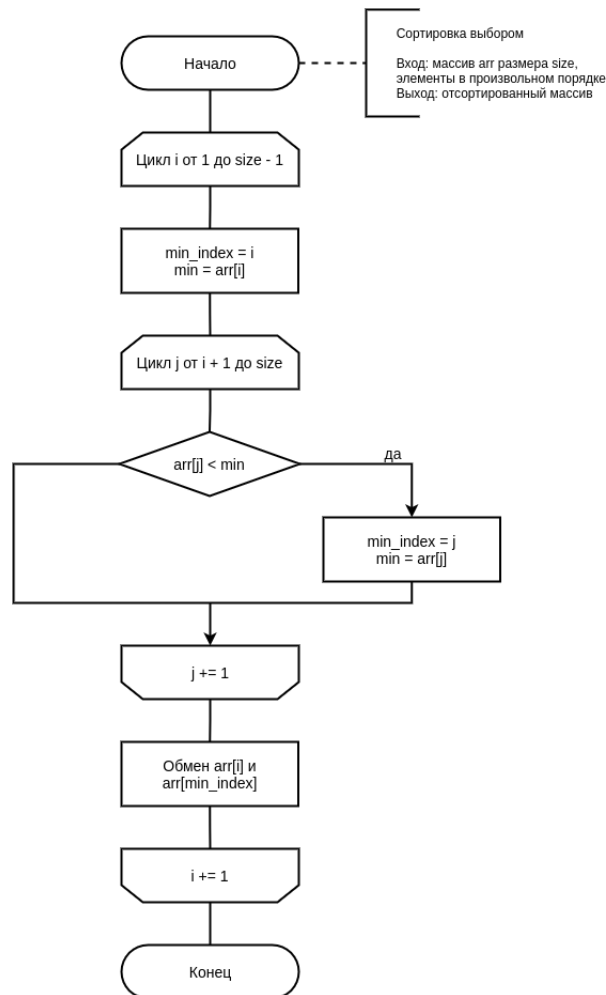 Начало
Сортировка выбором
Вход: массив arr размера size,
элементы в произвольном порядке
Выход: отсортированный массив
Цикл i от 1 до size - 1
min_index = i
min = arr[i]
Цикл j от i + 1 до size
arr[j] < min
да
min_index = j
min = arr[j]
j += 1
Обмен arr[i] и
arr[min_index]
i += 1
Конец